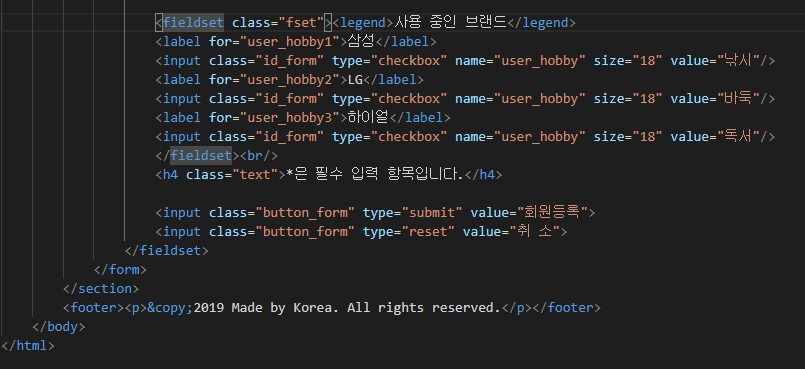 <fieldset class="fset"><legend>사용 중인 브랜드</legend>
<label for="user_hobby1">삼성</label>
<input class="id_form" type="checkbox" name="user_hobby" size="18" value="낚시"/>
<label for="user_hobby2">LG</label>
<input class="id_form" type="checkbox" name="user_hobby" size="18" value="바둑"/>
<label for="user_hobby3">하이얼</label>
<input class="id_form" type="checkbox" name="user_hobby" size="18" value="독서"/>
</fieldset><br/>
<h4 class="text">*은 필수 입력 항목입니다.</h4>
<input class="button_form" type="submit" value="회원등록">
<input class="button_form" type="reset" value="취 소">
</fieldset>
</form>
</section>
<footer><p>&copy;2019 Made by Korea. All rights reserved.</p></footer>
</body>
</html>